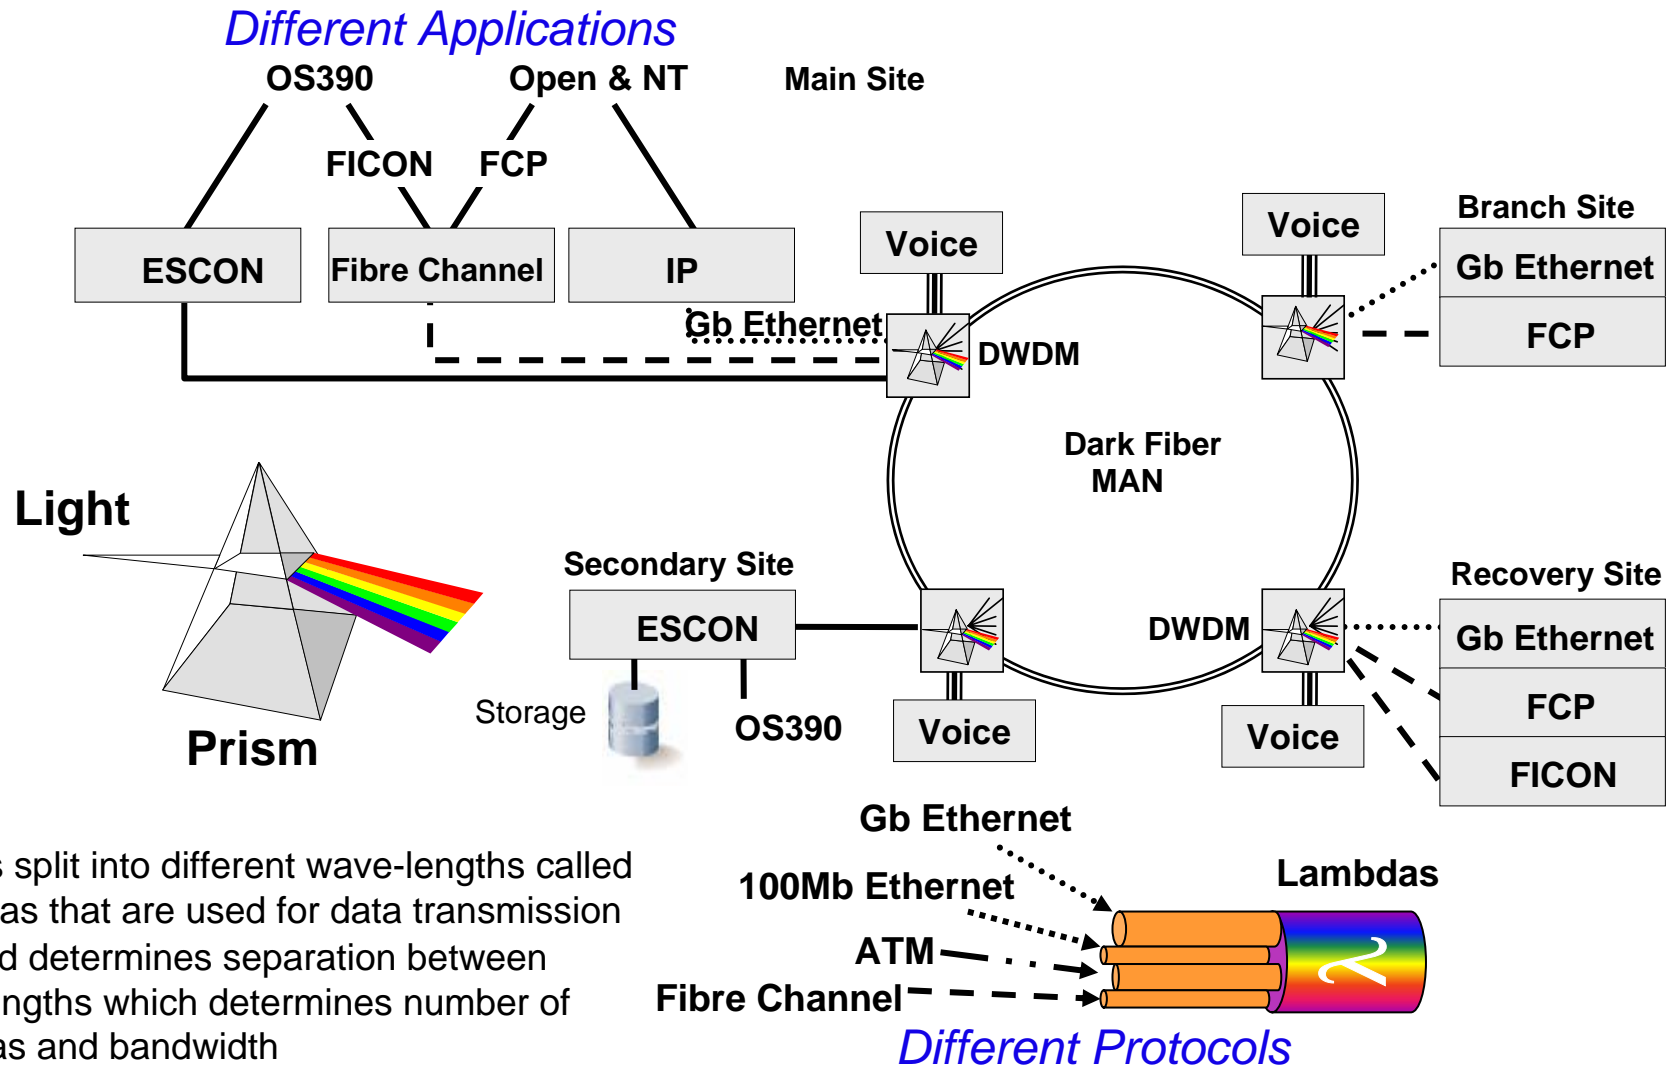 Different Applications
OS390
Open & NT
Main Site
FICON
FCP
ESCON
Fibre Channel
IP
Gb Ethernet
Voice
DWDM
Voice
Branch Site
Gb Ethernet
FCP
Dark Fiber
MAN
Light
Prism
Secondary Site
ESCON
Storage
OS390
Voice
DWDM
Voice
Recovery Site
Gb Ethernet
FCP
FICON
split into different wave-lengths called
as that are used for data transmission
d determines separation between
engths which determines number of
as and bandwidth
Gb Ethernet
100Mb Ethernet
ATM
Fibre Channel
Lambdas
λ
Different Protocols